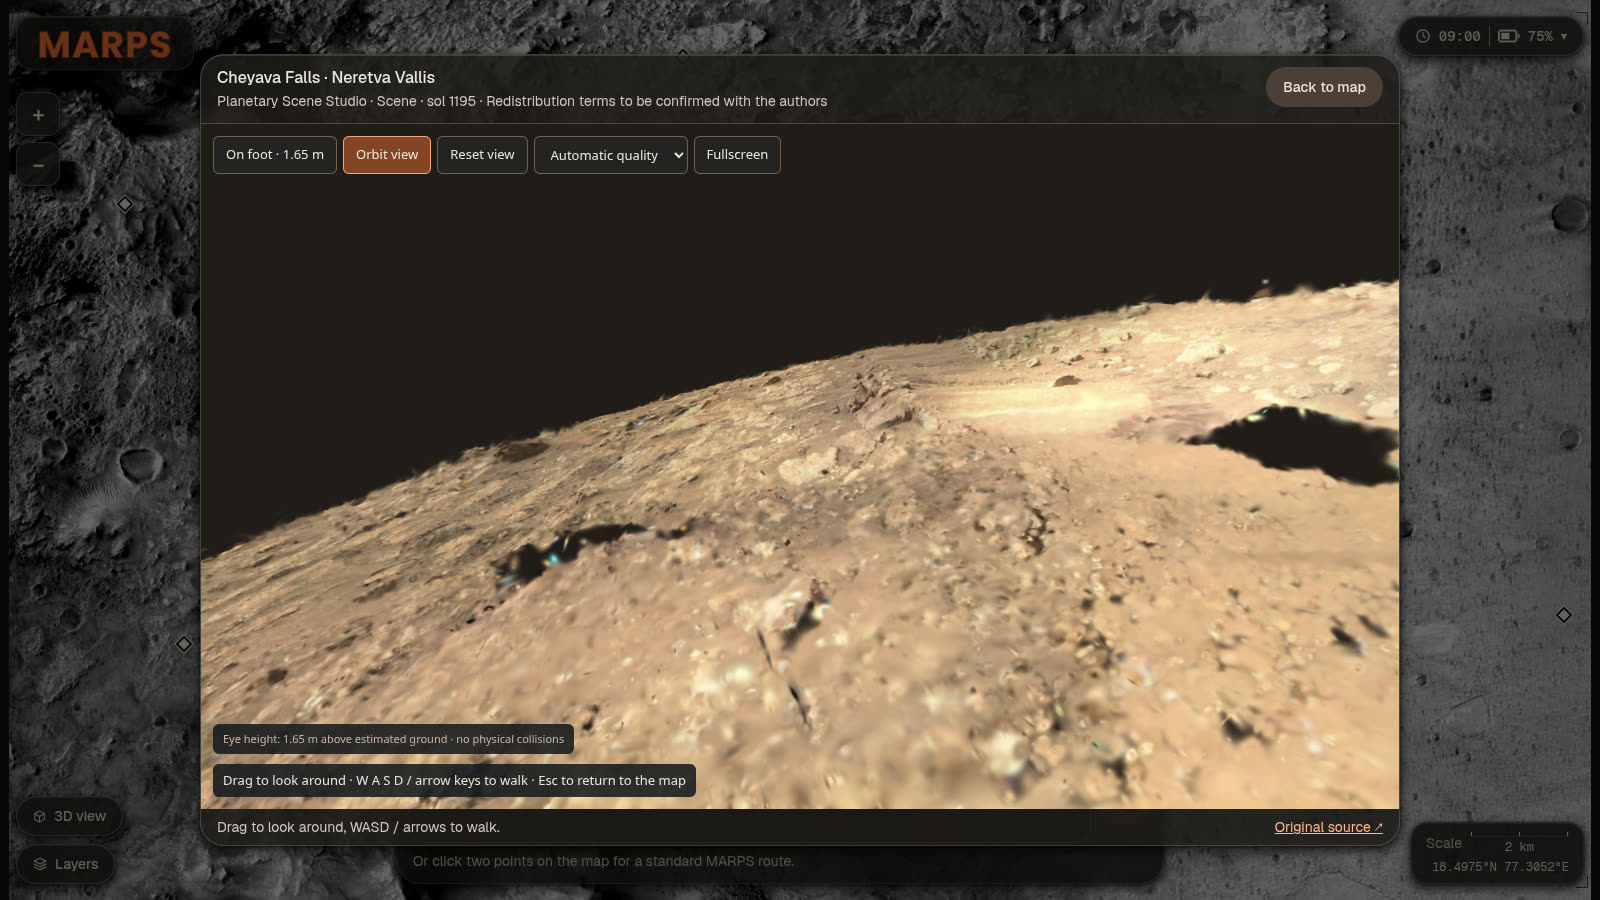 MARPS
09:00 75% ▾
+
−
Cheyava Falls · Neretva Vallis
Planetary Scene Studio · Scene · sol 1195 · Redistribution terms to be confirmed with the authors
Back to map
On foot · 1.65 m
Orbit view
Reset view
Automatic quality
Fullscreen
Eye height: 1.65 m above estimated ground · no physical collisions
Drag to look around · W A S D / arrow keys to walk · Esc to return to the map
Drag to look around, WASD / arrows to walk.
Original source ↗
3D view
Layers
Or click two points on the map for a standard MARPS route.
Scale
2 km
18.4975°N 77.3052°E